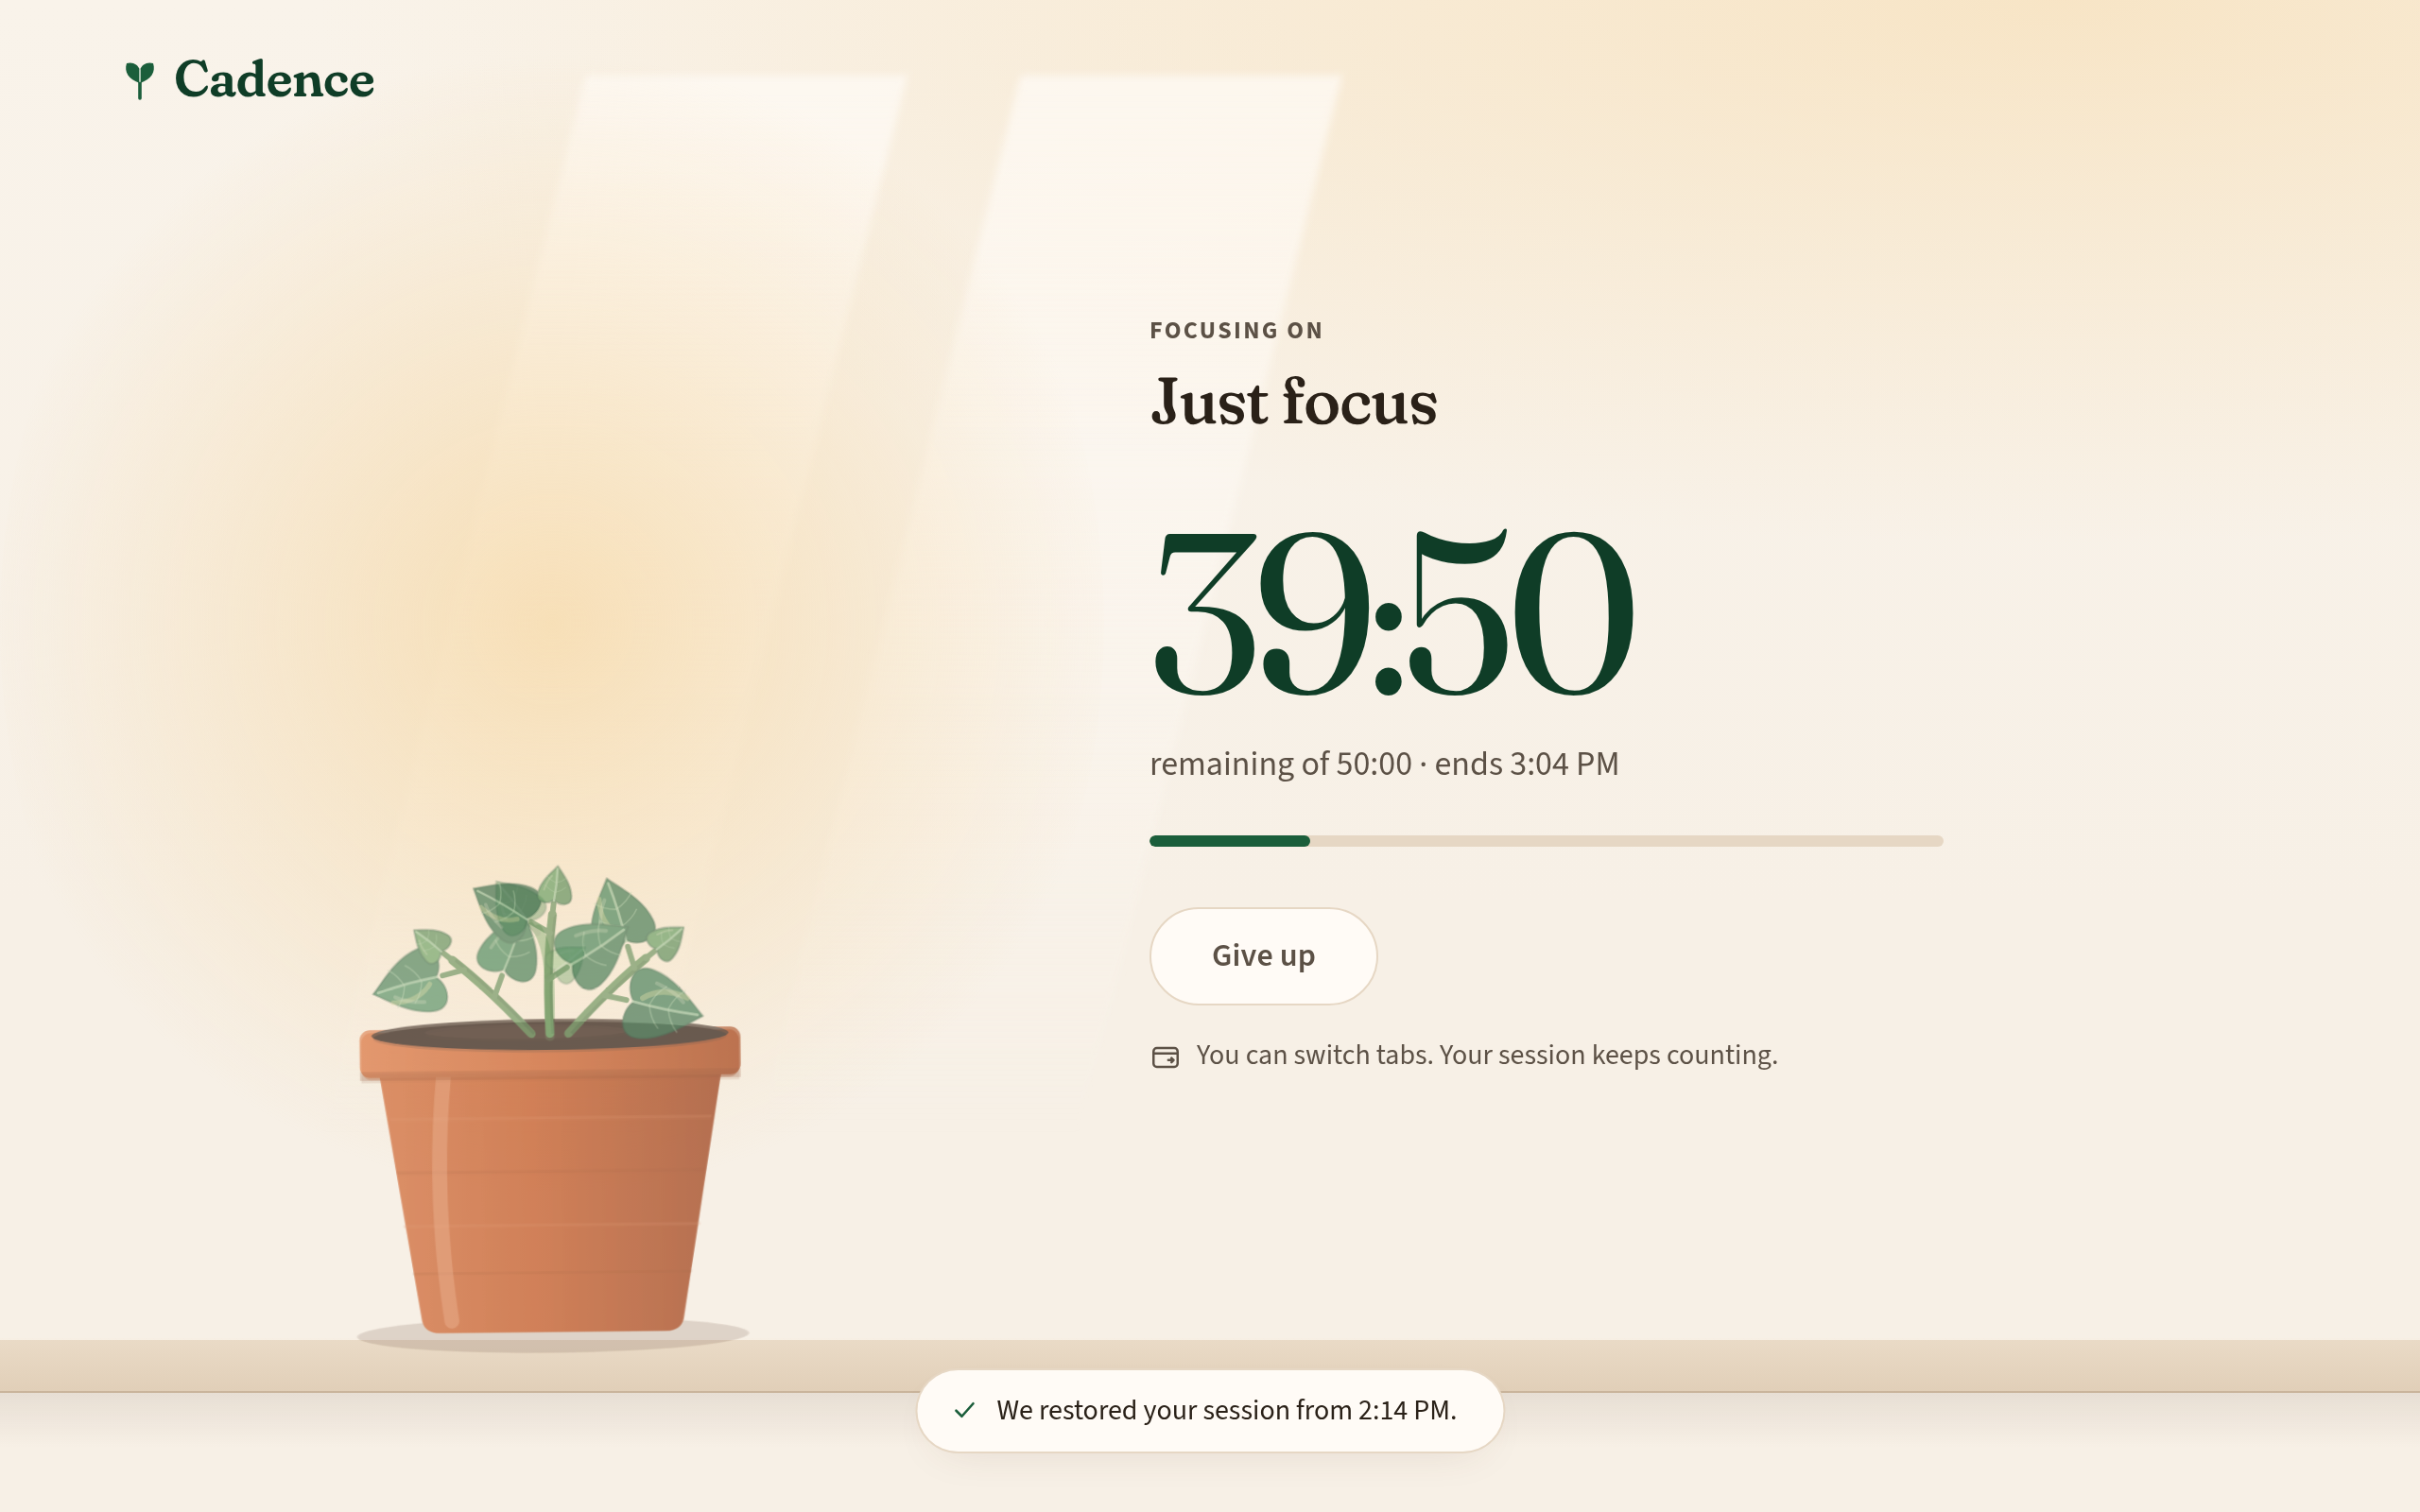 Cadence
FOCUSING ON
Just focus
39:50
remaining of 50:00 · ends 3:04 PM
Give up
You can switch tabs. Your session keeps counting.
We restored your session from 2:14 PM.